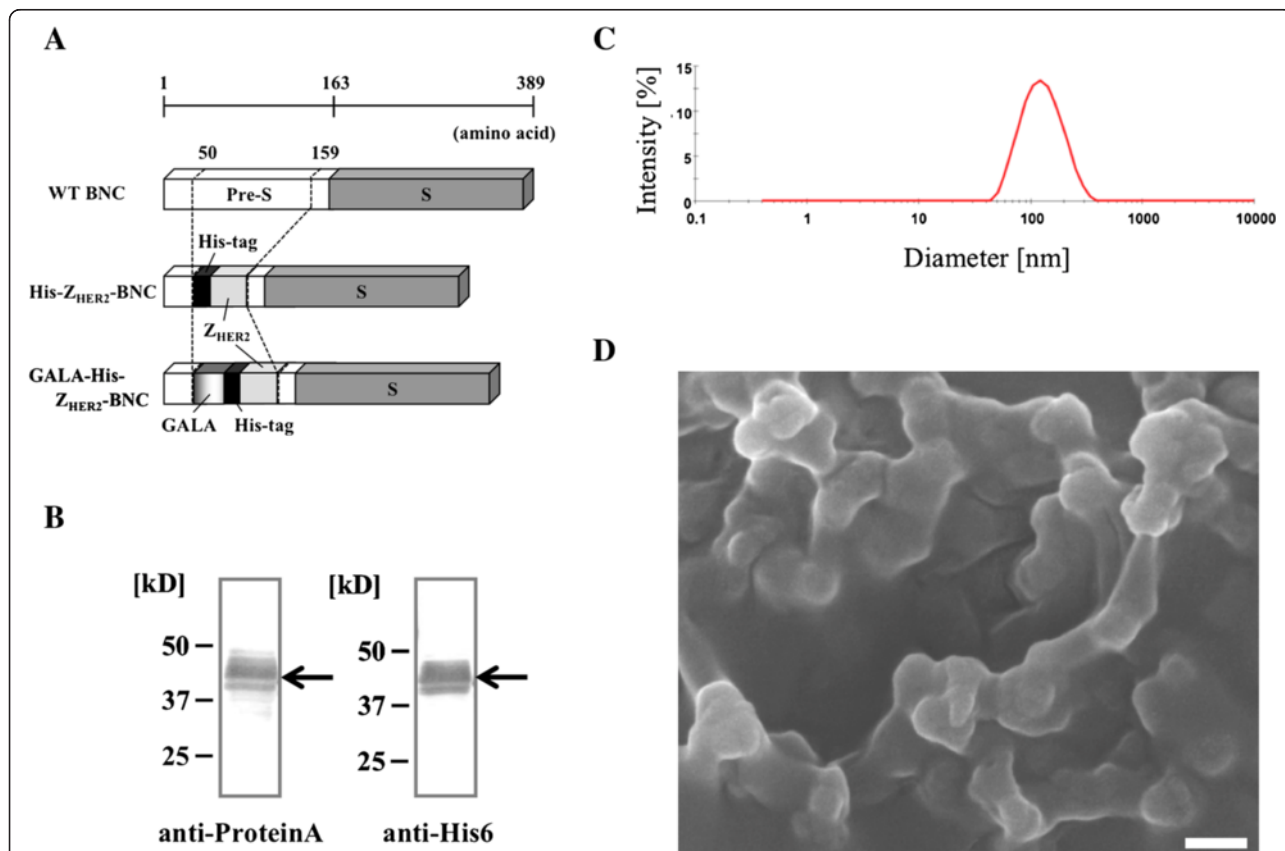 A
1 163 389
(amino acid)
50 159
WT BNC Pre-S S
His-tag
His-ZHER2-BNC S
ZHER2
GALA-His-
ZHER2-BNC S
GALA His-tag
B
[kD] [kD]
50 50
37 37
25 25
anti-ProteinA anti-His6
C
Intensity [%]
15
10
5
0
0.1 1 10 100 1000 10000
Diameter [nm]
D